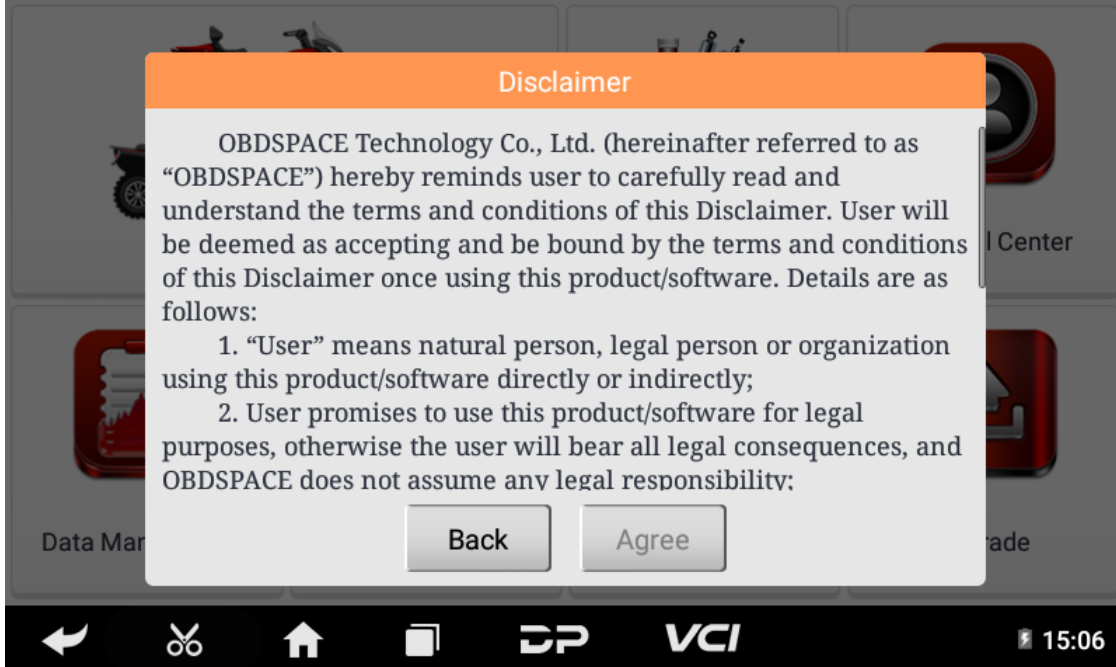 Disclaimer
OBDSPACE Technology Co., Ltd. (hereinafter referred to as
“OBDSPACE”) hereby reminds user to carefully read and
understand the terms and conditions of this Disclaimer. User will
be deemed as accepting and be bound by the terms and conditions
of this Disclaimer once using this product/software. Details are as
follows:
1. “User” means natural person, legal person or organization
using this product/software directly or indirectly;
2. User promises to use this product/software for legal
purposes, otherwise the user will bear all legal consequences, and
OBDSPACE does not assume any legal responsibility;
Back
Agree
l Center
Data Mar
rade
DP
VCI
15:06